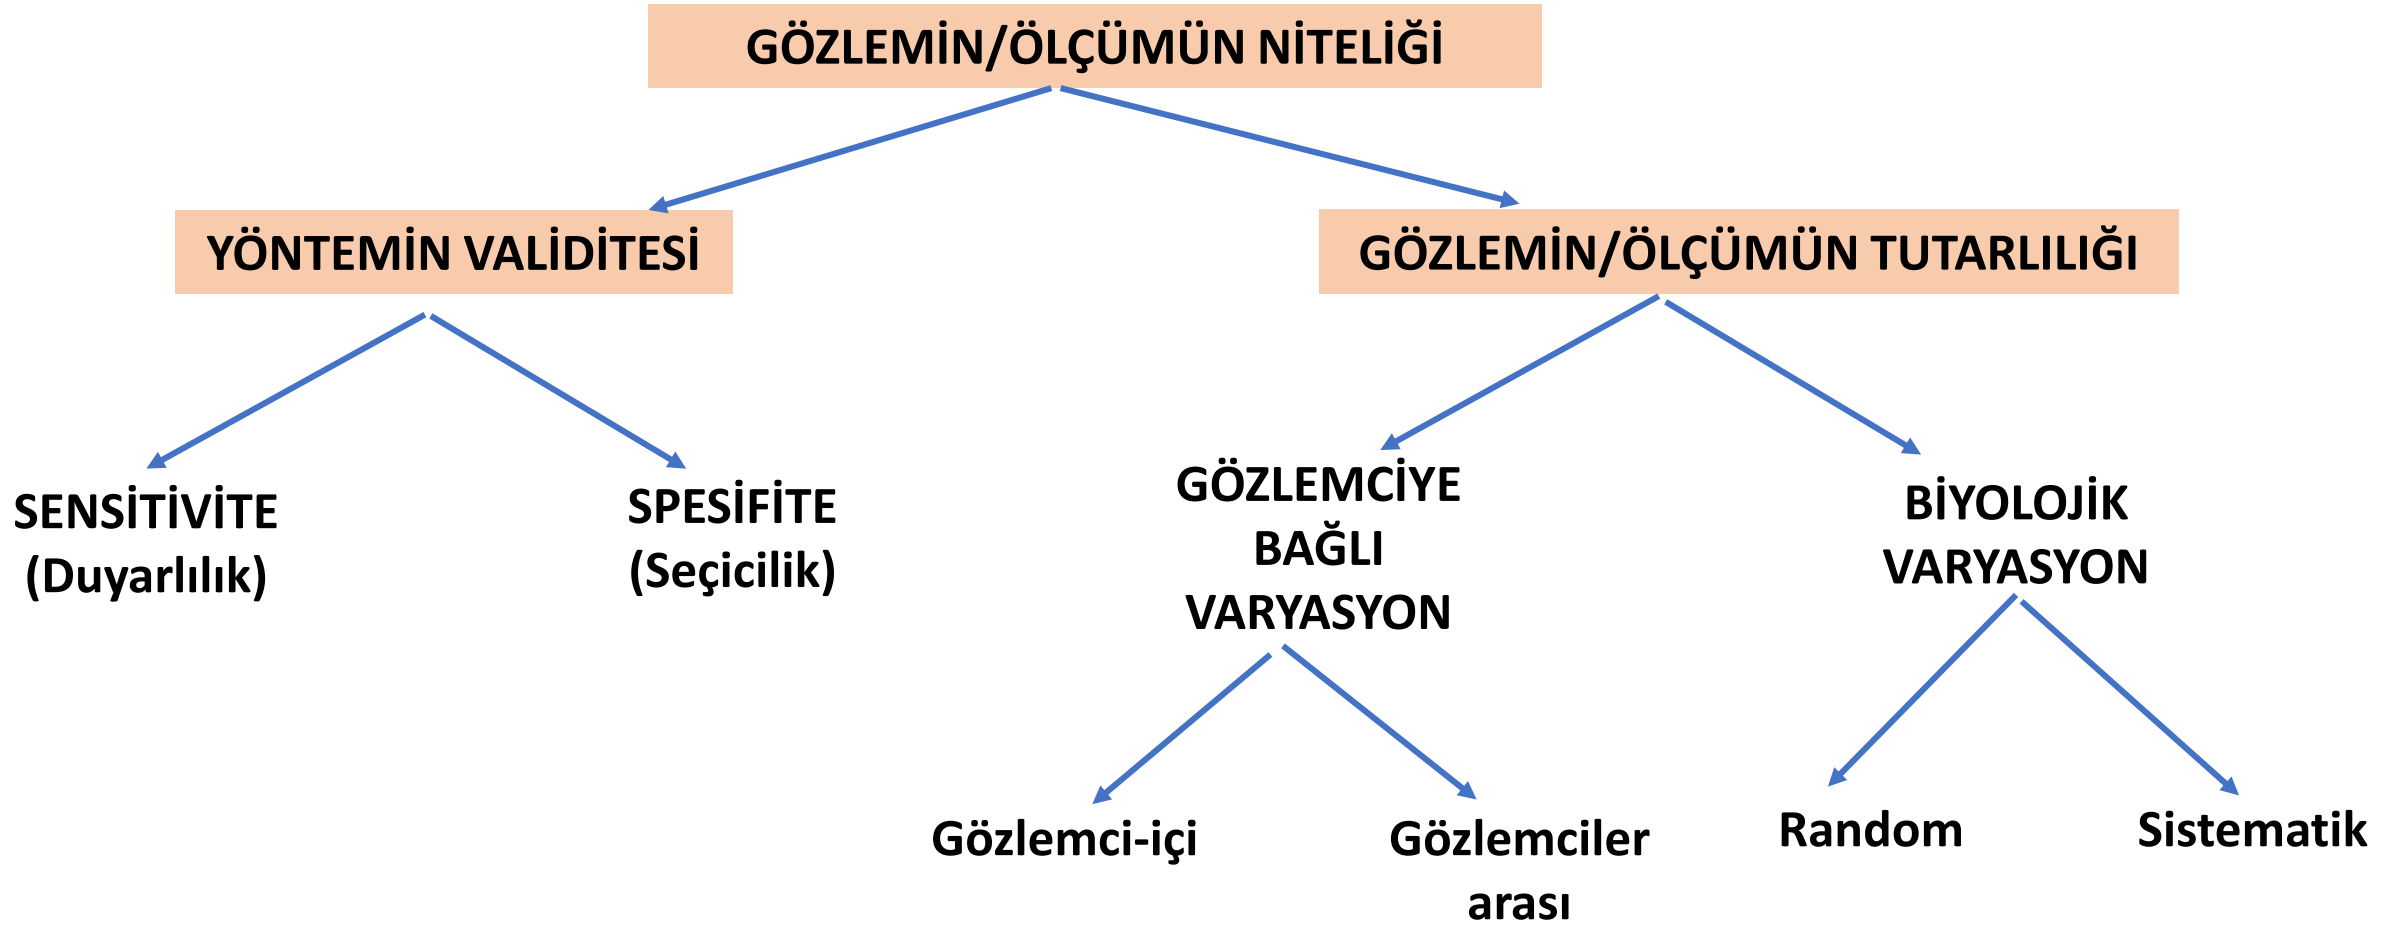 GÖZLEMİN/ÖLÇÜMÜN NİTELİĞİ
YÖNTEMİN VALİDİTESİ
GÖZLEMİN/ÖLÇÜMÜN TUTARLILIĞI
SENSİTİVİTE
(Duyarlılık)
SPESİFİTE
(Seçicilik)
GÖZLEMCİYE
BAĞLI
VARYASYON
BİYOLOJİK
VARYASYON
Gözlemci-içi
Gözlemciler
arası
Random
Sistematik